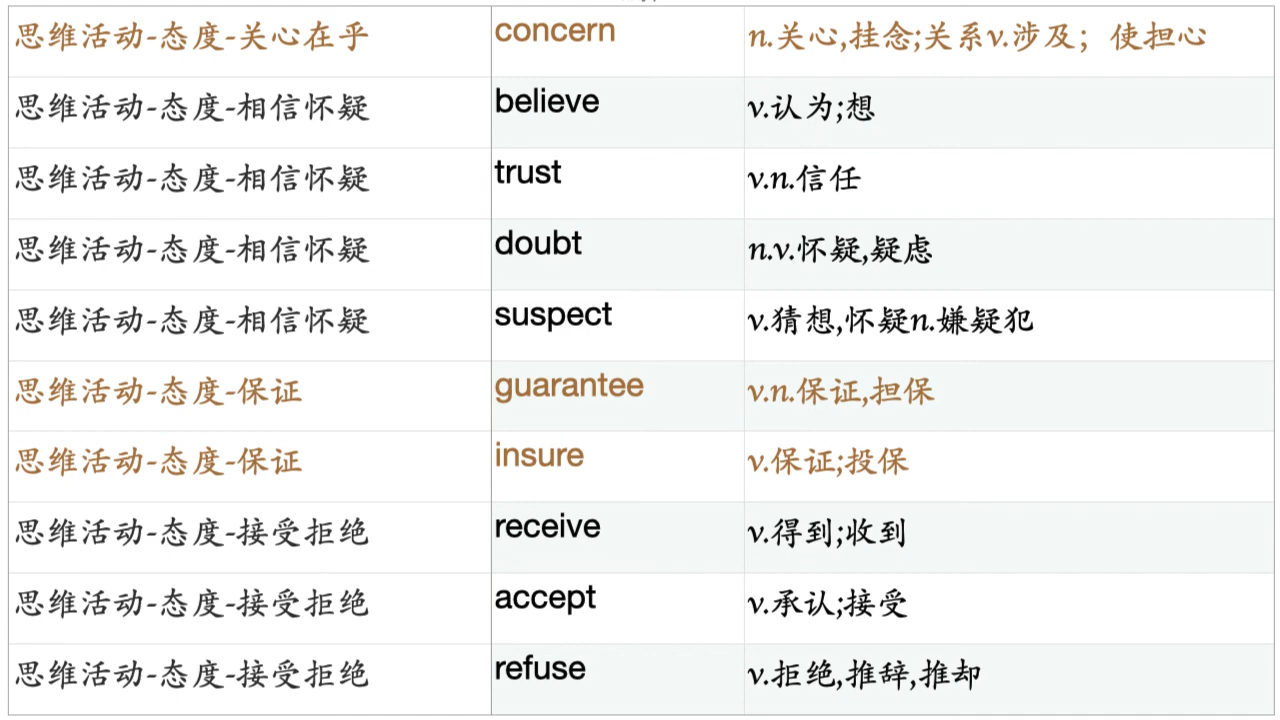 思维活动-态度-关心在乎 concern n.关心,挂念;关系v.涉及；使担心
思维活动-态度-相信怀疑 believe v.认为;想
思维活动-态度-相信怀疑 trust v.n.信任
思维活动-态度-相信怀疑 doubt n.v.怀疑,疑虑
思维活动-态度-相信怀疑 suspect v.猜想,怀疑n.嫌疑犯
思维活动-态度-保证 guarantee v.n.保证,担保
思维活动-态度-保证 insure v.保证;投保
思维活动-态度-接受拒绝 receive v.得到;收到
思维活动-态度-接受拒绝 accept v.承认;接受
思维活动-态度-接受拒绝 refuse v.拒绝,推辞,推却